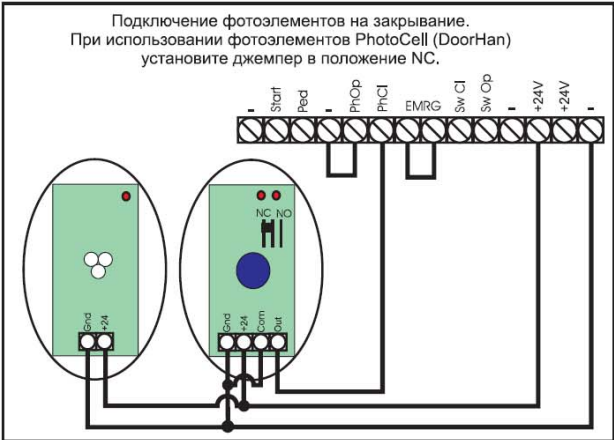 Подключение фотоэлементов на закрывание.
При использовании фотоэлементов PhotoCell (DoorHan)
установите джемпер в положение NC.
- Start Ped - PhOp PhCl EMRG Sw Cl Sw Op - +24V +24V -
NC NO
Gnd +24
Gnd +24 Com Out